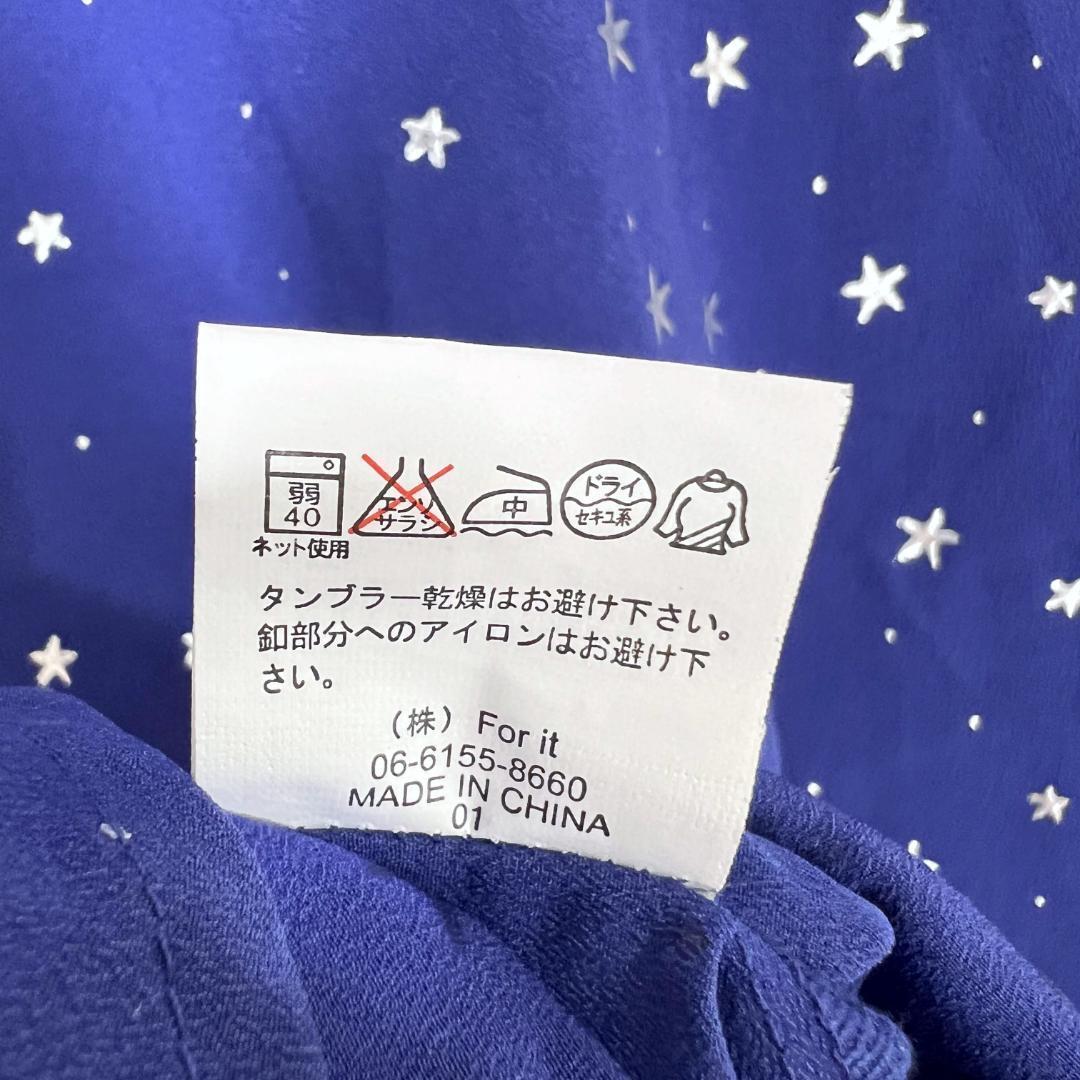 弱
40
ネット使用
エンソ
サラシ
中
ドライ
セキユ系
タンブラー乾燥はお避け下さい。
釦部分へのアイロンはお避け下
さい。
（株） For it
06-6155-8660
MADE IN CHINA
01